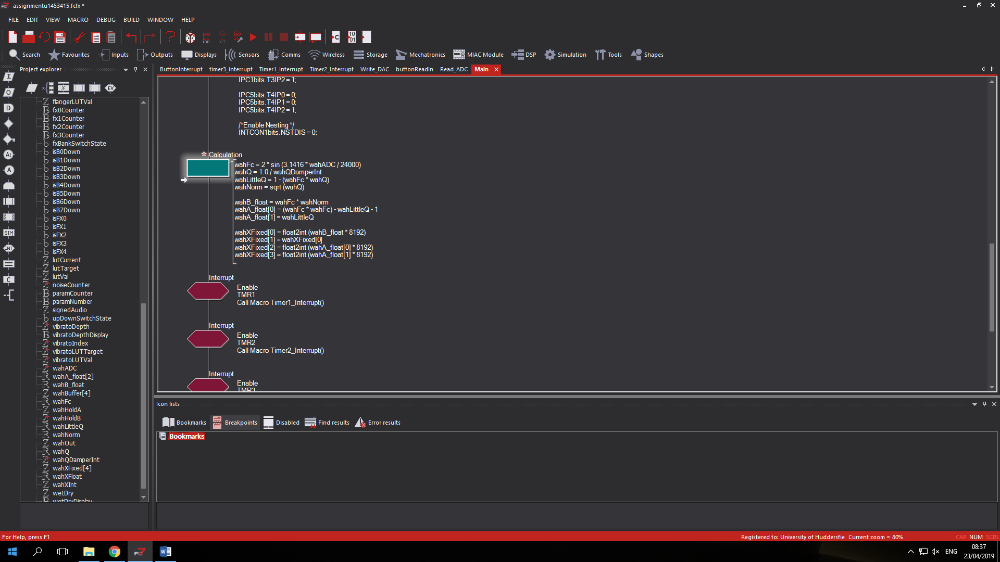 assignmentu1453415.fcfx *
FILE EDIT VIEW MACRO DEBUG BUILD WINDOW HELP
ICD ICT C 10 01
Search Favourites Inputs Outputs Displays Sensors Comms Wireless Storage Mechatronics MIAC MIAC Module DSP Simulation Tools Shapes
Project explorer
ButtonInterrupt timer3_interrupt Timer1_Interrupt Timer2_Interrupt Write_DAC buttonReadIn Read_ADC Main
I
O
D
A:
A
SIM
INT
C
EV
flangerLUTVal
fx0Counter
fx1Counter
fx2Counter
fx3Counter
fxBankSwitchState
isB0Down
isB1Down
isB2Down
isB3Down
isB4Down
isB5Down
isB6Down
isB7Down
isFX0
isFX1
isFX2
isFX3
isFX4
lutCurrent
lutTarget
lutVal
noiseCounter
paramCounter
paramNumber
signedAudio
upDownSwitchState
vibratoDepth
vibratoDepthDisplay
vibratoIndex
vibratoLUTTarget
vibratoLUTVal
wahADC
wahA_float[2]
wahB_float
wahBuffer[4]
wahFc
wahHoldA
wahHoldB
wahLittleQ
wahNorm
wahOut
wahQ
wahQDamperInt
wahXFixed[4]
wahXFloat
wahXInt
wetDry
wetDryDisplay
IPC1bits.T3IP2 = 1;
IPC5bits.T4IP0 = 0;
IPC5bits.T4IP1 = 0;
IPC5bits.T4IP2 = 1;
/*Enable Nesting */
INTCON1bits.NSTDIS = 0;
Calculation
wahFc = 2 * sin (3.1416 * wahADC / 24000)
wahQ = 1.0 / wahQDamperInt
wahLittleQ = 1 - (wahFc * wahQ)
wahNorm = sqrt (wahQ)
wahB_float = wahFc * wahNorm
wahA_float[0] = (wahFc * wahFc) - wahLittleQ - 1
wahA_float[1] = wahLittleQ
wahXFixed[0] = float2int (wahB_float * 8192)
wahXFixed[1] = wahXFixed[0]
wahXFixed[2] = float2int (wahA_float[0] * 8192)
wahXFixed[3] = float2int (wahA_float[1] * 8192)
Interrupt
Enable
TMR1
Call Macro Timer1_Interrupt()
Interrupt
Enable
TMR2
Call Macro Timer2_Interrupt()
Interrupt
Enable
TMR3
Icon lists
Bookmarks Breakpoints Disabled Find results Error results
Bookmarks
For Help, press F1
Registered to: University of Huddersfie Current zoom = 80% CAP NUM SCRL
ENG
08:37
23/04/2019